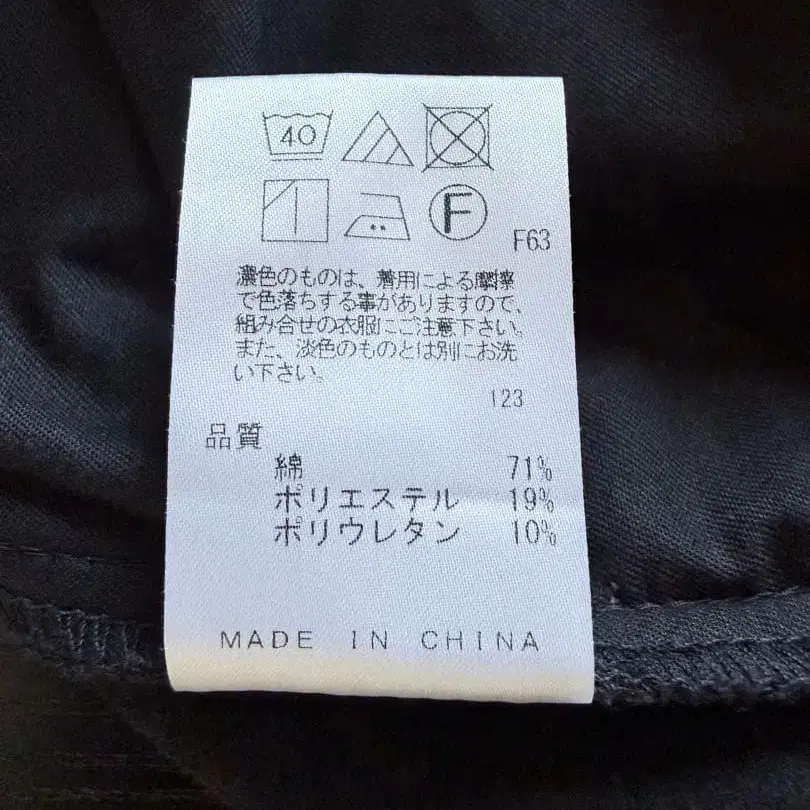 40
F
F63
濃色のものは、着用による摩擦
で色落ちする事がありますので、
組み合せの衣服にご注意下さい。
また、淡色のものとは別にお洗
い下さい。
123
品質
綿 71%
ポリエステル 19%
ポリウレタン 10%
MADE IN CHINA